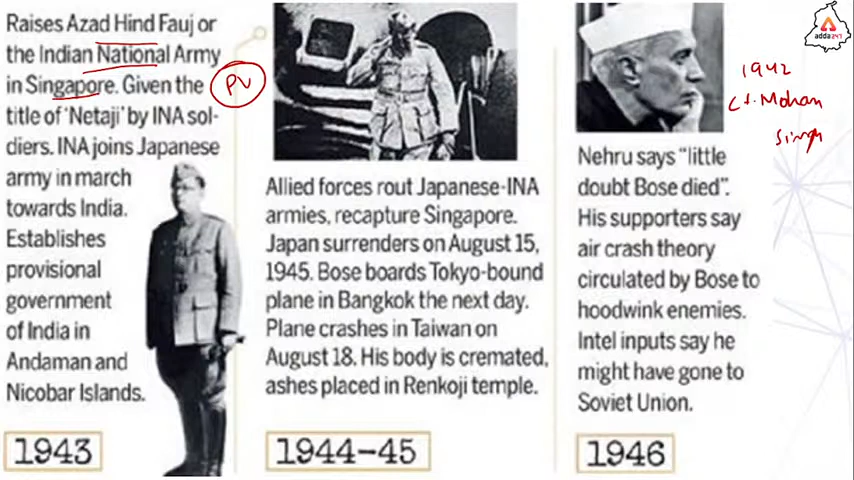 Raises Azad Hind Fauj or
the Indian National Army
in Singapore. Given the
title of 'Netaji' by INA sol-
diers. INA joins Japanese
army in march
towards India.
Establishes
provisional
government
of India in
Andaman and
Nicobar Islands.
1943
PV
Allied forces rout Japanese-INA
armies, recapture Singapore.
Japan surrenders on August 15,
1945. Bose boards Tokyo-bound
plane in Bangkok the next day.
Plane crashes in Taiwan on
August 18. His body is cremated,
ashes placed in Renkoji temple.
1944-45
Nehru says "little
doubt Bose died".
His supporters say
air crash theory
circulated by Bose to
hoodwink enemies.
Intel inputs say he
might have gone to
Soviet Union.
1946
1942
Ct. Mohan
Singh
adda247